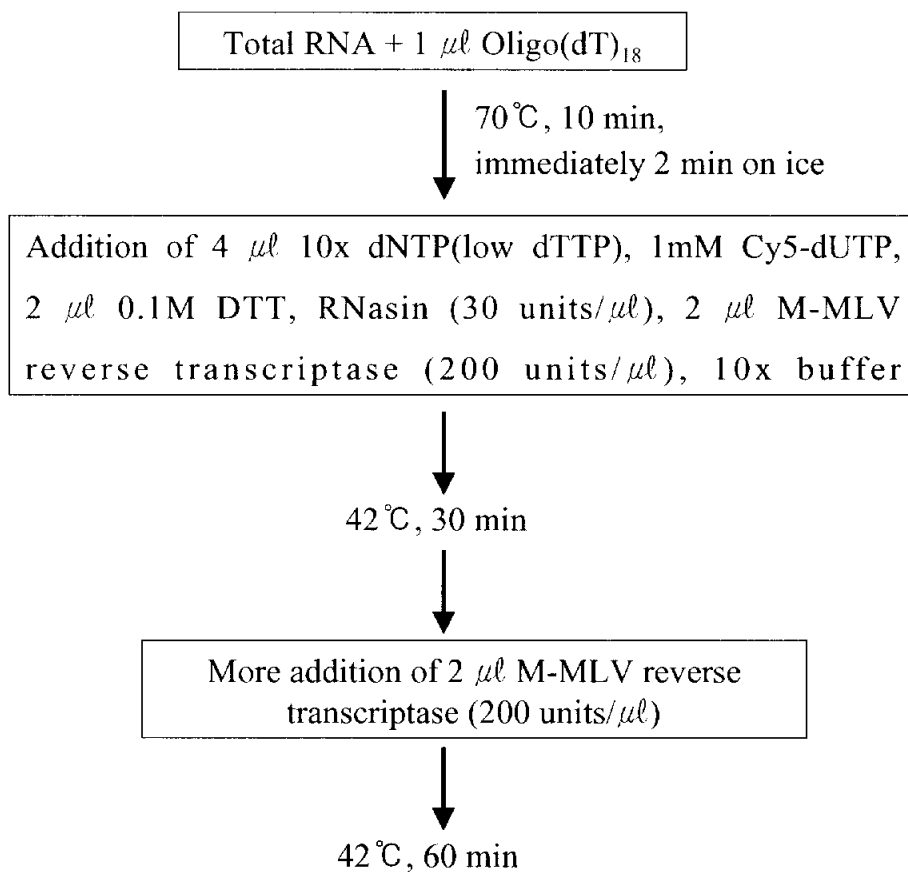 Total RNA + 1 ㎕ Oligo(dT)₁₈
70℃, 10 min,
immediately 2 min on ice
Addition of 4 ㎕ 10x dNTP(low dTTP), 1mM Cy5-dUTP,
2 ㎕ 0.1M DTT, RNasin (30 units/㎕), 2 ㎕ M-MLV
reverse transcriptase (200 units/㎕), 10x buffer
42℃, 30 min
More addition of 2 ㎕ M-MLV reverse
transcriptase (200 units/㎕)
42℃, 60 min